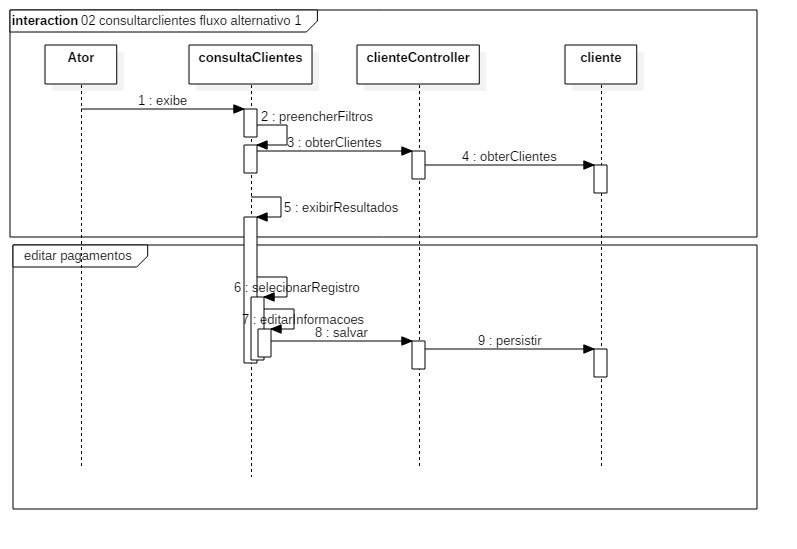 interaction 02 consultarclientes fluxo alternativo 1
Ator
consultaClientes
clienteController
cliente
1 : exibe
2 : preencherFiltros
3 : obterClientes
4 : obterClientes
5 : exibirResultados
editar pagamentos
6 : selecionarRegistro
7 : editarInformacoes
8 : salvar
9 : persistir